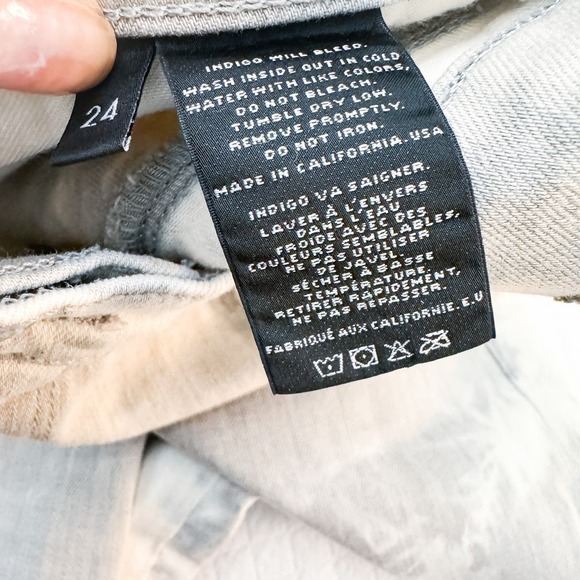 24
INDIGO WILL BLEED.
WASH INSIDE OUT IN COLD
WATER WITH LIKE COLORS,
DO NOT BLEACH.
TUMBLE DRY LOW.
REMOVE PROMPTLY.
DO NOT IRON.
MADE IN CALIFORNIA. USA
INDIGO VA SAIGNER.
LAVER À L'ENVERS
DANS L'EAU
FROIDE AVEC DES
COULEURS SEMBLABLES.
NE PAS UTILISER
DE JAVEL.
SÉCHER À BASSE
TEMPÉRATURE.
RETIRER RAPIDEMENT,
NE PAS REPASSER.
FABRIQUÉ AUX CALIFORNIE. E.U